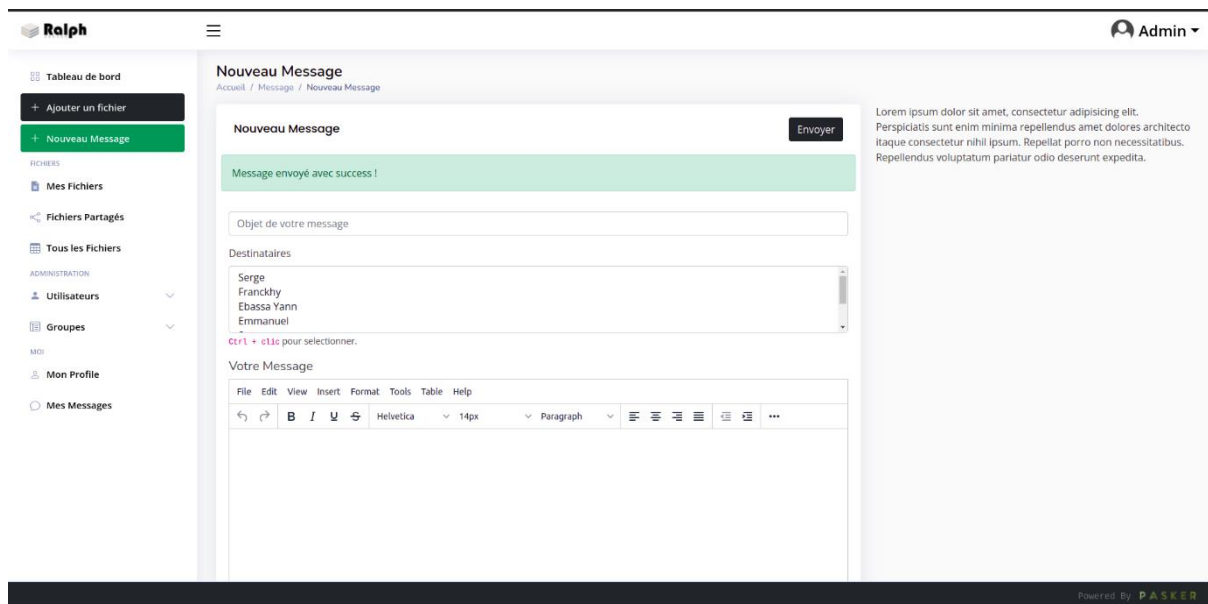 Ralph
Admin
Tableau de bord
+ Ajouter un fichier
+ Nouveau Message
FICHIERS
Mes Fichiers
Fichiers Partagés
Tous les Fichiers
ADMINISTRATION
Utilisateurs
Groupes
MOI
Mon Profile
Mes Messages
Nouveau Message
Accueil / Message / Nouveau Message
Nouveau Message
Envoyer
Message envoyé avec success !
Objet de votre message
Destinataires
Serge
Franckhy
Ebassa Yann
Emmanuel
Ctrl + clic pour selectionner.
Votre Message
File Edit View Insert Format Tools Table Help
B I U S Helvetica 14px Paragraph
Lorem ipsum dolor sit amet, consectetur adipisicing elit.
Perspiciatis sunt enim minima repellendus amet dolores architecto
itaque consectetur nihil ipsum. Repellat porro non necessitatibus.
Repellendus voluptatum pariatur odio deserunt expedita.
Powered By PASKER